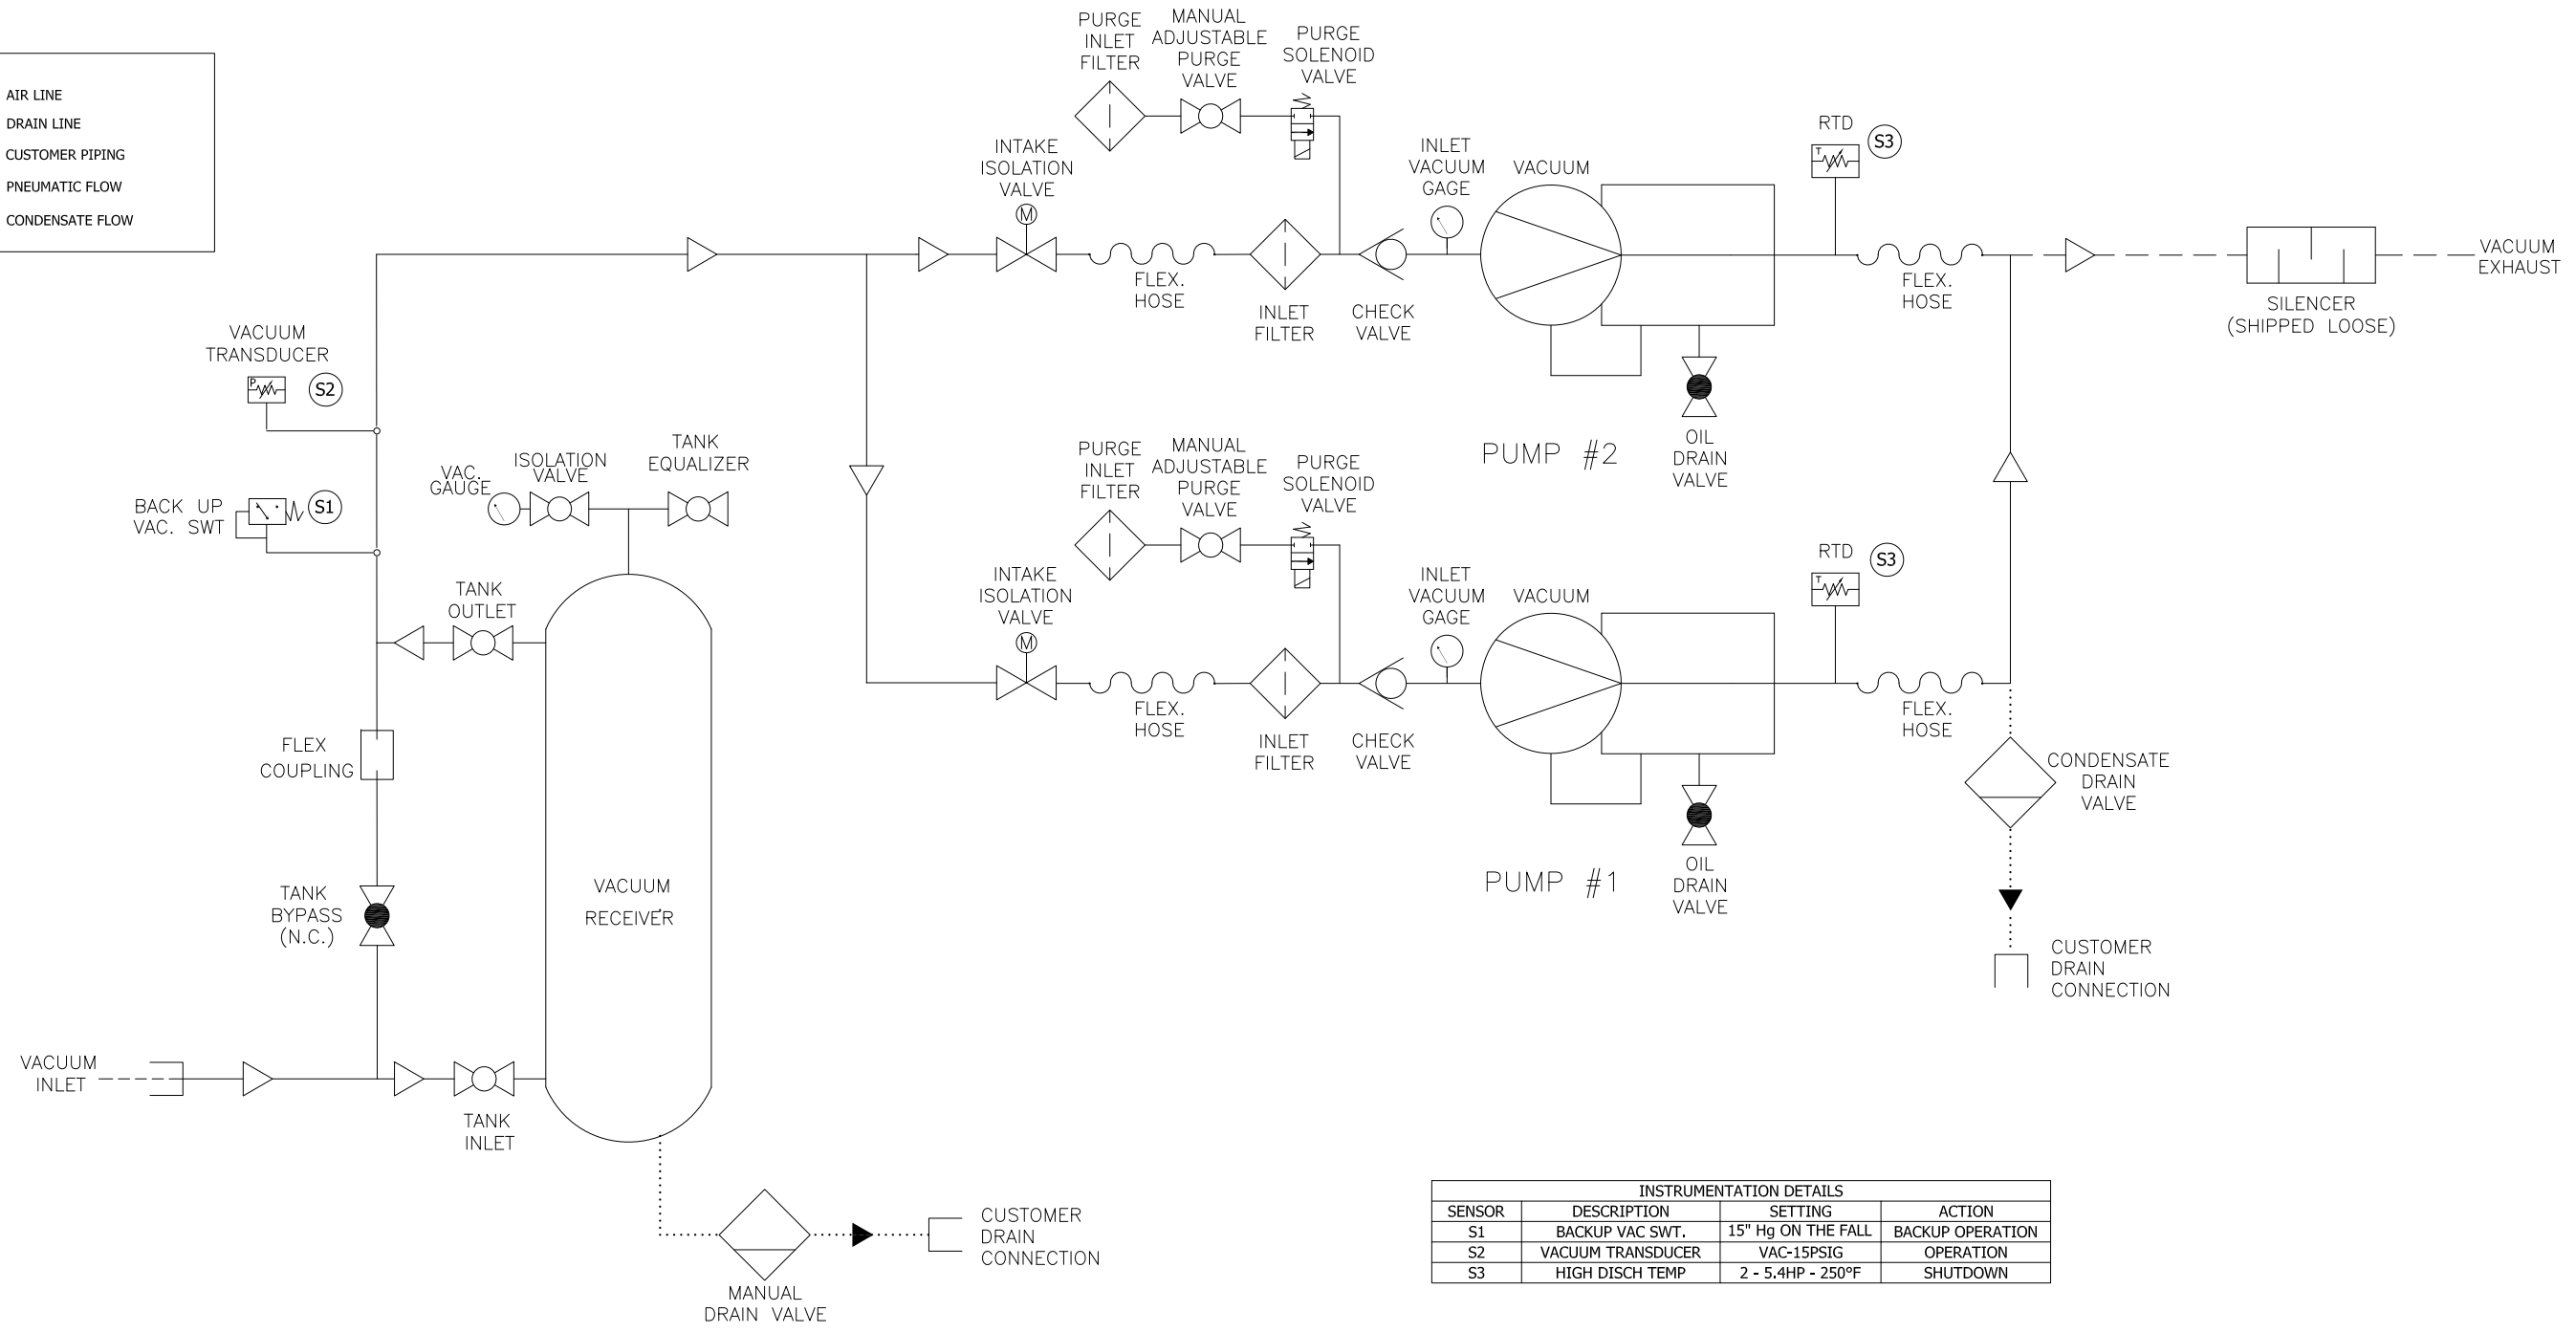 AIR LINE
DRAIN LINE
CUSTOMER PIPING
PNEUMATIC FLOW
CONDENSATE FLOW
PURGE
INLET
FILTER
MANUAL
ADJUSTABLE
PURGE
VALVE
PURGE
SOLENOID
VALVE
INTAKE
ISOLATION
VALVE
M
FLEX.
HOSE
INLET
FILTER
CHECK
VALVE
INLET
VACUUM
GAGE
VACUUM
RTD
S3
T
FLEX.
HOSE
OIL
DRAIN
VALVE
PUMP #2
SILENCER
(SHIPPED LOOSE)
VACUUM
EXHAUST
VACUUM
TRANSDUCER
P
S2
BACK UP
VAC. SWT
S1
VAC.
GAUGE
ISOLATION
VALVE
TANK
EQUALIZER
TANK
OUTLET
FLEX
COUPLING
TANK
BYPASS
(N.C.)
VACUUM
RECEIVER
VACUUM
INLET
TANK
INLET
MANUAL
DRAIN VALVE
CUSTOMER
DRAIN
CONNECTION
PURGE
INLET
FILTER
MANUAL
ADJUSTABLE
PURGE
VALVE
PURGE
SOLENOID
VALVE
INTAKE
ISOLATION
VALVE
M
FLEX.
HOSE
INLET
FILTER
CHECK
VALVE
INLET
VACUUM
GAGE
VACUUM
RTD
S3
T
FLEX.
HOSE
OIL
DRAIN
VALVE
PUMP #1
CONDENSATE
DRAIN
VALVE
CUSTOMER
DRAIN
CONNECTION
INSTRUMENTATION DETAILS
SENSOR DESCRIPTION SETTING ACTION
S1 BACKUP VAC SWT. 15" Hg ON THE FALL BACKUP OPERATION
S2 VACUUM TRANSDUCER VAC-15PSIG OPERATION
S3 HIGH DISCH TEMP 2 - 5.4HP - 250°F SHUTDOWN